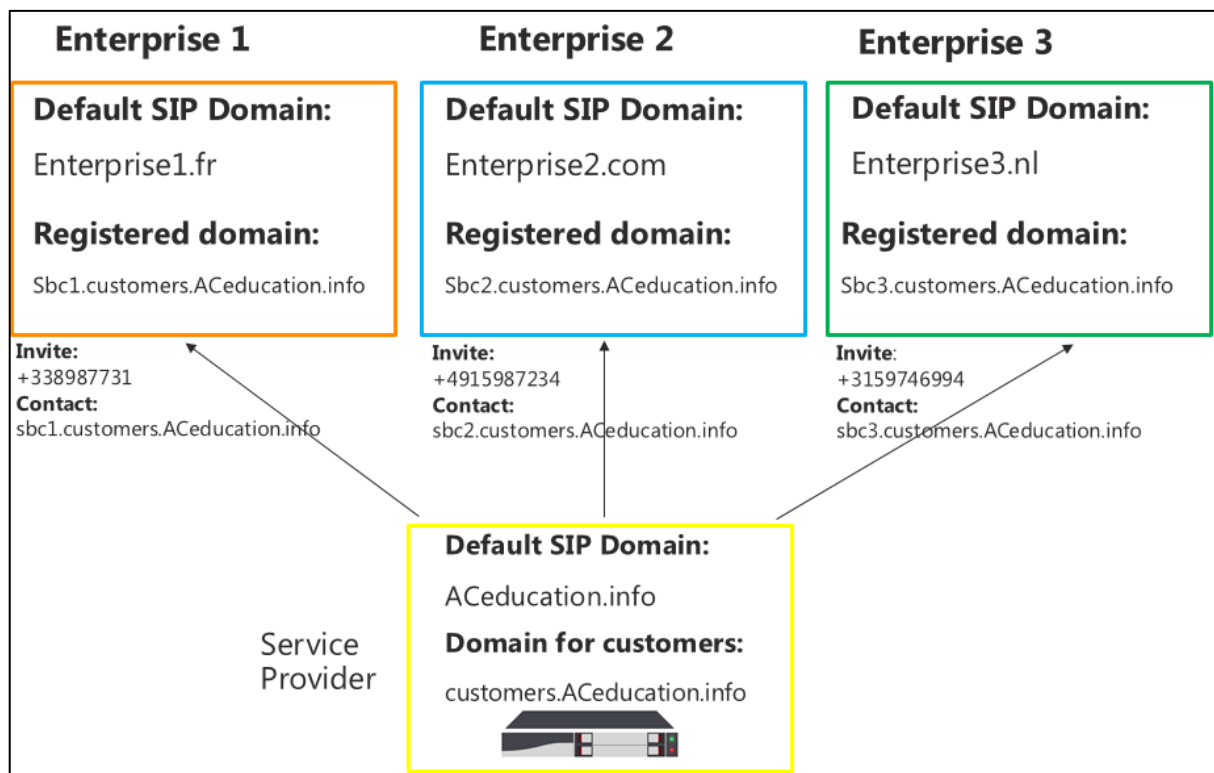 Enterprise 1
Default SIP Domain:
Enterprise1.fr
Registered domain:
Sbc1.customers.ACeducation.info
Invite:
+338987731
Contact:
sbc1.customers.ACeducation.info
Enterprise 2
Default SIP Domain:
Enterprise2.com
Registered domain:
Sbc2.customers.ACeducation.info
Invite:
+4915987234
Contact:
sbc2.customers.ACeducation.info
Enterprise 3
Default SIP Domain:
Enterprise3.nl
Registered domain:
Sbc3.customers.ACeducation.info
Invite:
+3159746994
Contact:
sbc3.customers.ACeducation.info
Service
Provider
Default SIP Domain:
ACeducation.info
Domain for customers:
customers.ACeducation.info